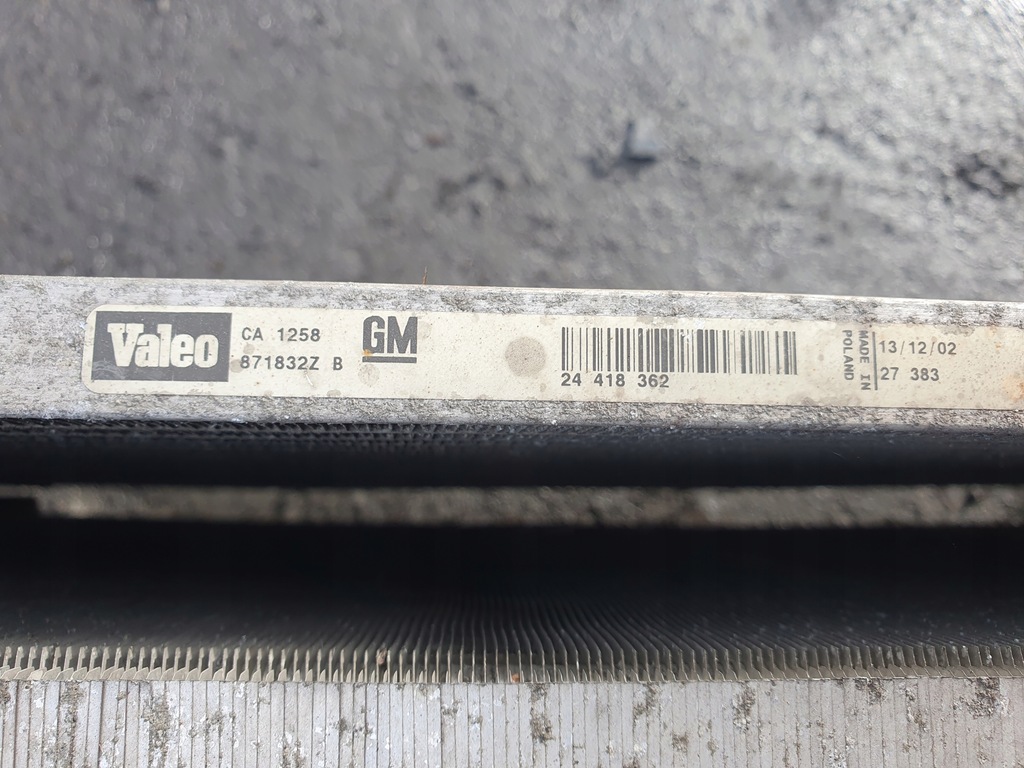 Valeo
CA 1258
871832Z B
GM
24 418 362
MADE IN
POLAND
13/12/02
27 383